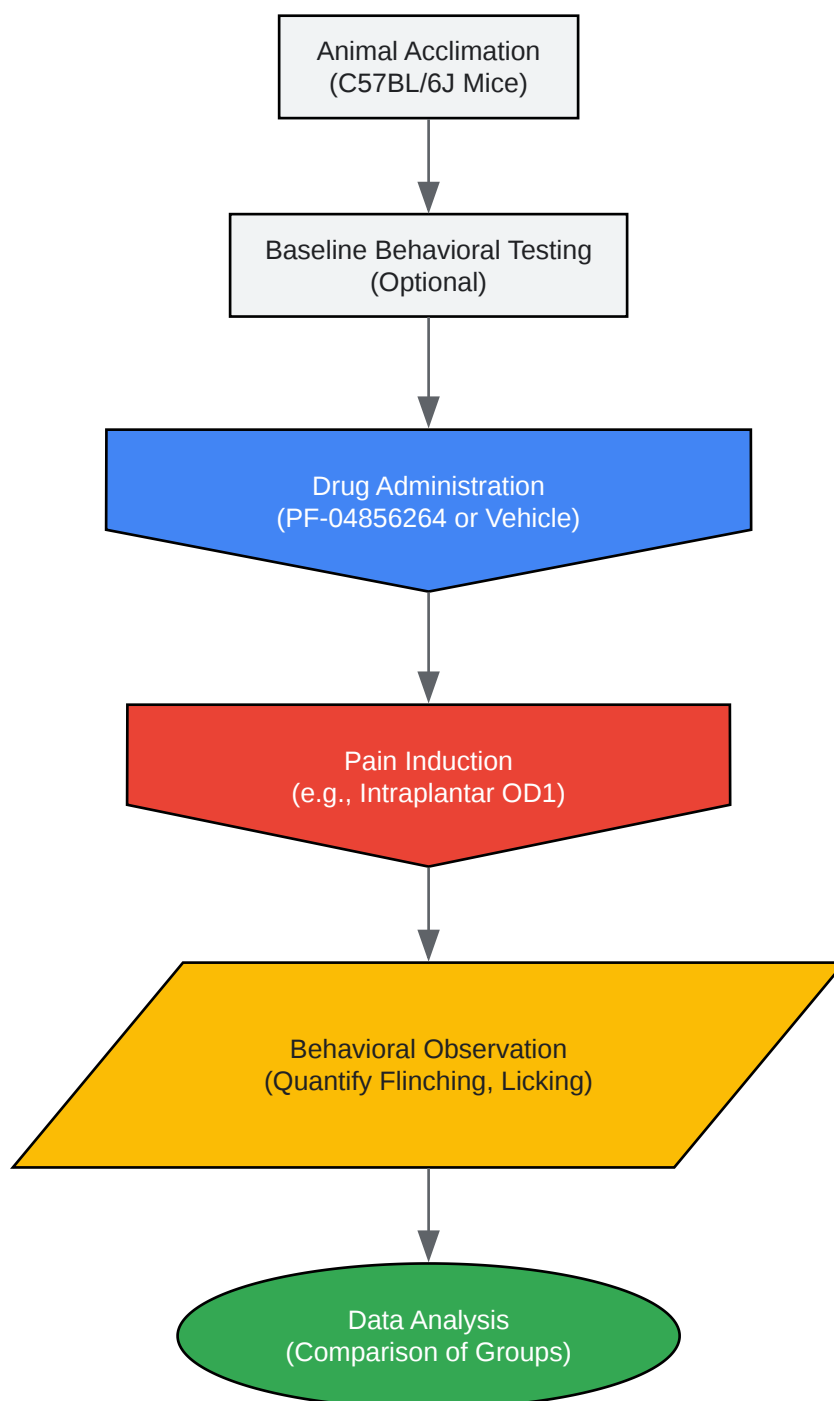 Animal Acclimation
(C57BL/6J Mice)
Baseline Behavioral Testing
(Optional)
Drug Administration
(PF-04856264 or Vehicle)
Pain Induction
(e.g., Intraplantar OD1)
Behavioral Observation
(Quantify Flinching, Licking)
Data Analysis
(Comparison of Groups)